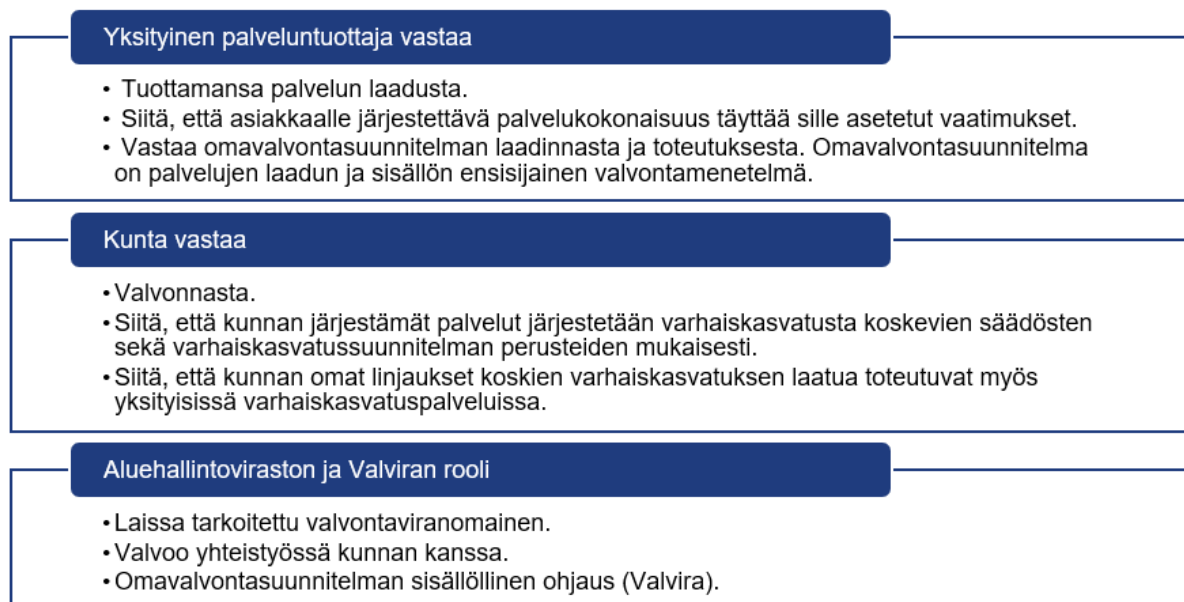 Yksityinen palveluntuottaja vastaa
• Tuottamansa palvelun laadusta.
• Siitä, että asiakkaalle järjestettävä palvelukokonaisuus täyttää sille asetetut vaatimukset.
• Vastaa omavalvontasuunnitelman laadinnasta ja toteutuksesta. Omavalvontasuunnitelma
on palvelujen laadun ja sisällön ensisijainen valvontamenetelmä.
Kunta vastaa
• Valvonnasta.
• Siitä, että kunnan järjestämät palvelut järjestetään varhaiskasvatusta koskevien säädösten
sekä varhaiskasvatussuunnitelman perusteiden mukaisesti.
• Siitä, että kunnan omat linjaukset koskien varhaiskasvatuksen laatua toteutuvat myös
yksityisissä varhaiskasvatuspalveluissa.
Aluehallintoviraston ja Valviran rooli
• Laissa tarkoitettu valvontaviranomainen.
• Valvoo yhteistyössä kunnan kanssa.
• Omavalvontasuunnitelman sisällöllinen ohjaus (Valvira).